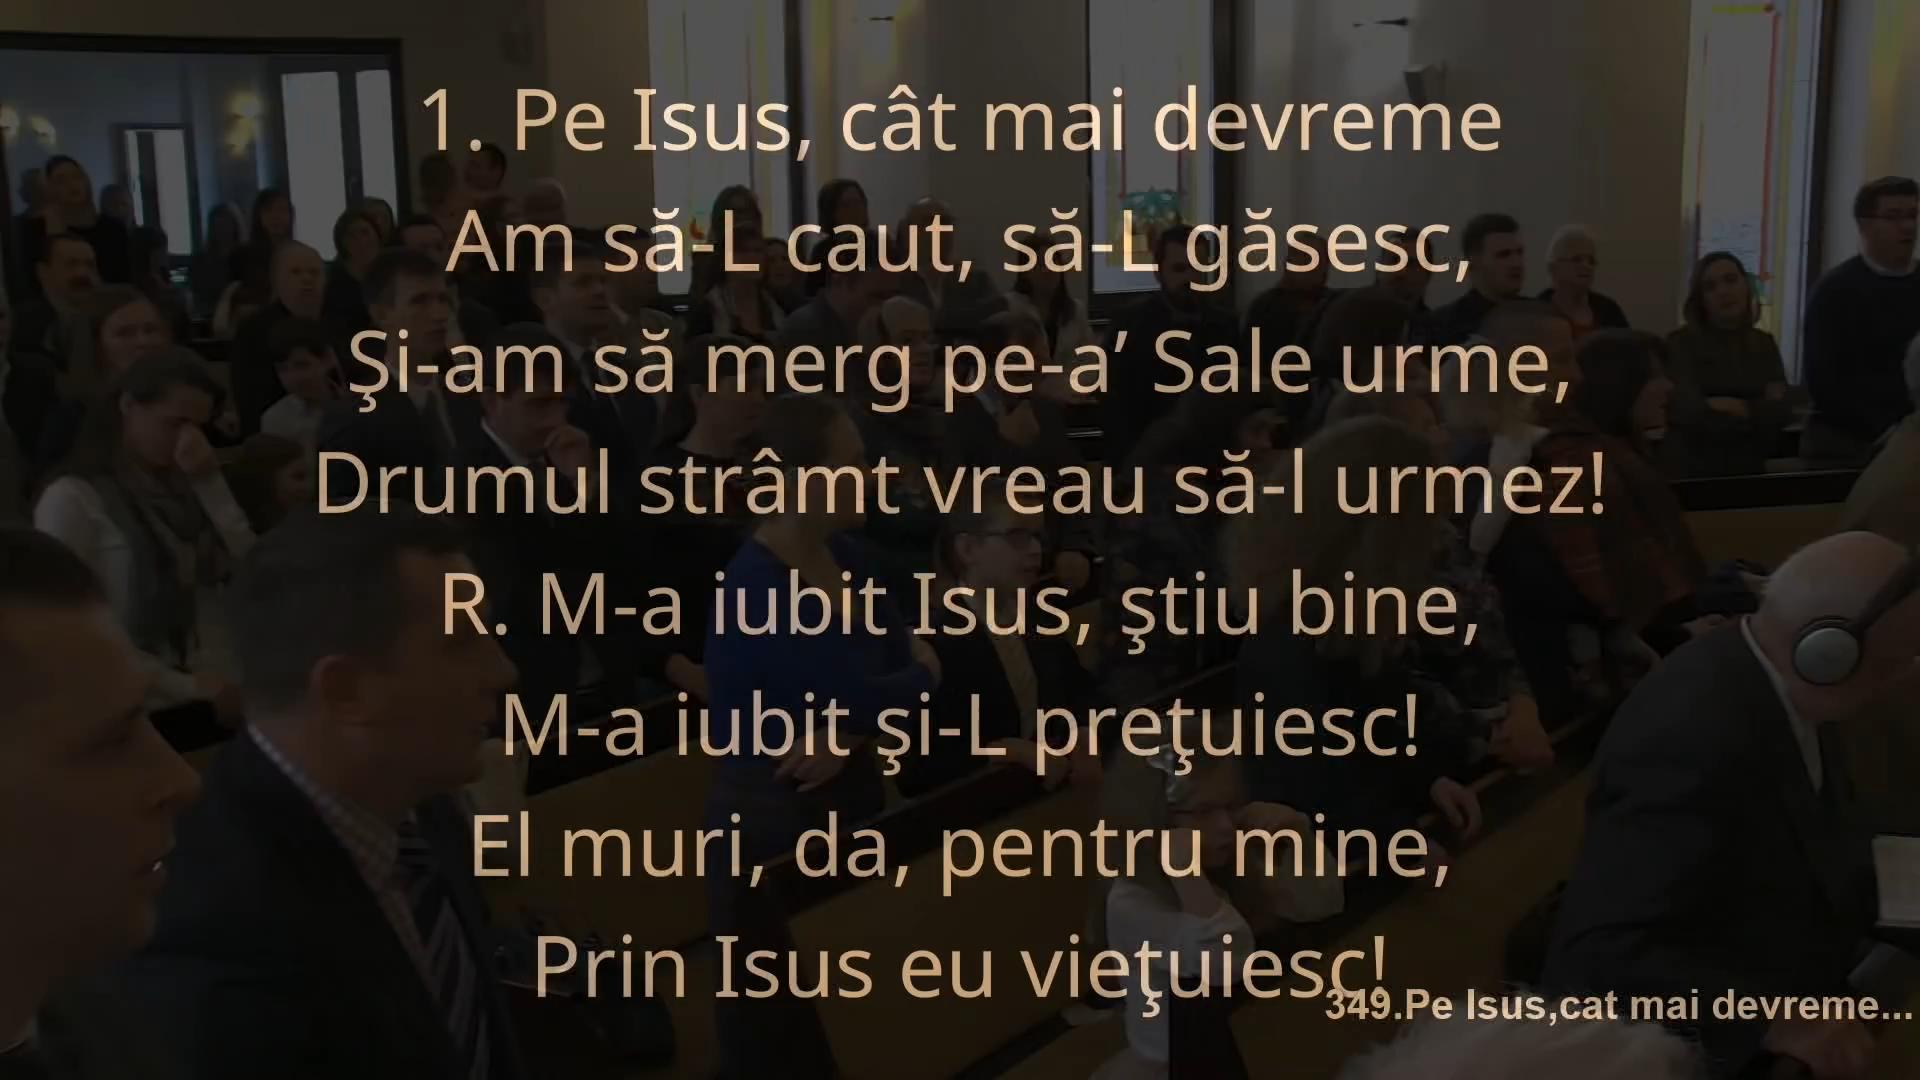 1. Pe Isus, cât mai devreme
Am să-L caut, să-L găsesc,
Şi-am să merg pe-a’ Sale urme,
Drumul strâmt vreau să-l urmez!
R. M-a iubit Isus, ştiu bine,
M-a iubit şi-L preţuiesc!
El muri, da, pentru mine,
Prin Isus eu vieţuiesc!
349.Pe Isus,cat mai devreme...